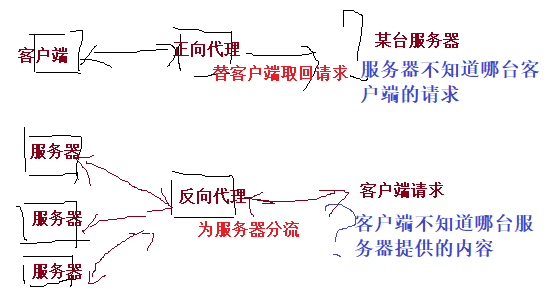 客户端
正向代理
某台服务器
替客户端取回请求
服务器不知道哪台客
户端的请求
服务器
服务器
服务器
反向代理
为服务器分流
客户端请求
客户端不知道哪台服
务器提供的内容